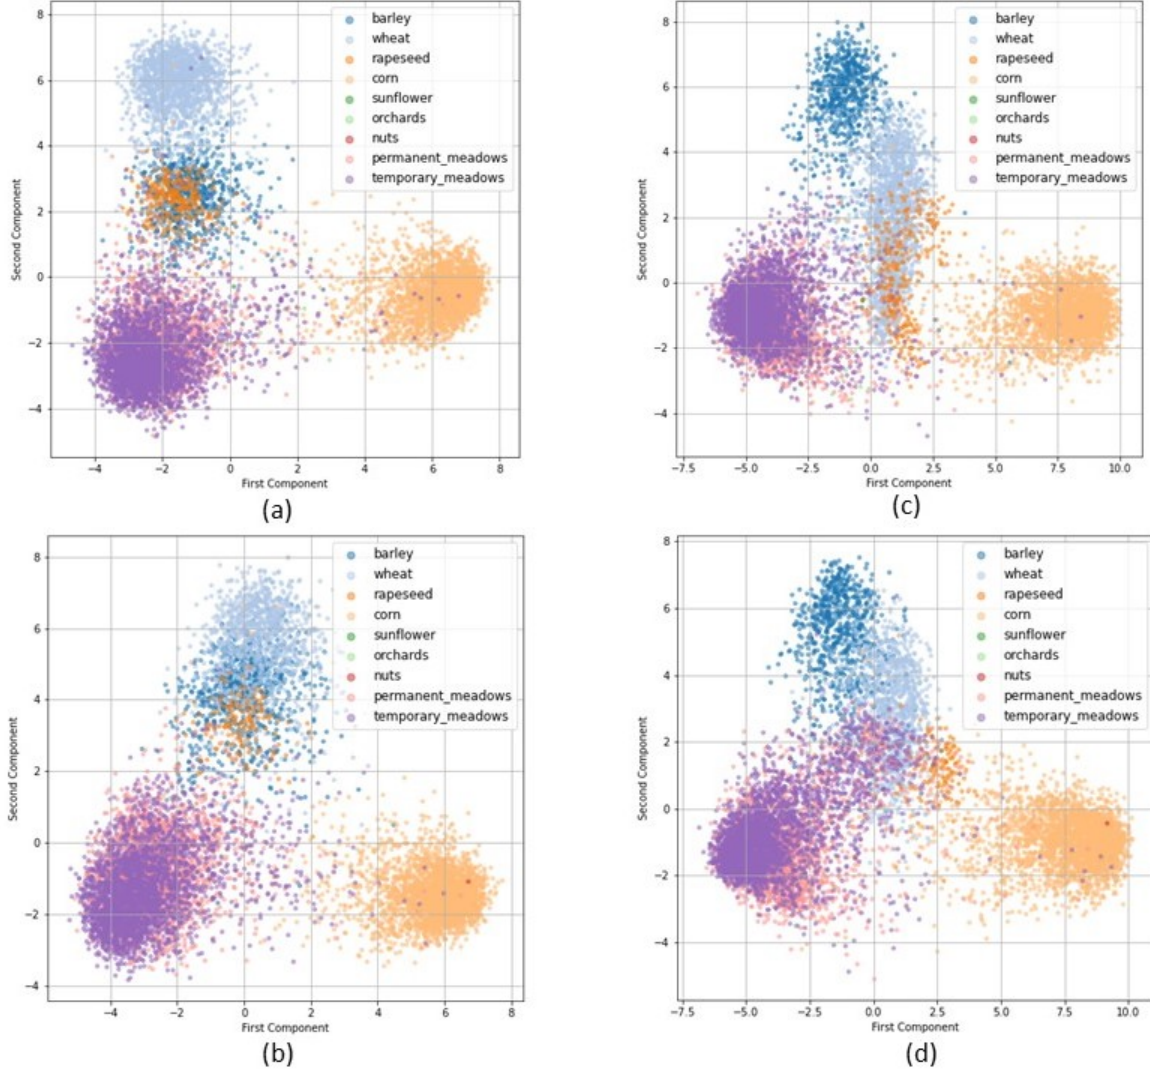 8
6
4
2
0
−2
−4
Second Component
−4
−2
0
2
4
6
8
First Component
barley
wheat
rapeseed
corn
sunflower
orchards
nuts
permanent_meadows
temporary_meadows
(a)
8
6
4
2
0
−2
−4
Second Component
−7.5
−5.0
−2.5
0.0
2.5
5.0
7.5
10.0
First Component
barley
wheat
rapeseed
corn
sunflower
orchards
nuts
permanent_meadows
temporary_meadows
(c)
8
6
4
2
0
−2
−4
Second Component
−4
−2
0
2
4
6
8
First Component
barley
wheat
rapeseed
corn
sunflower
orchards
nuts
permanent_meadows
temporary_meadows
(b)
8
6
4
2
0
−2
−4
Second Component
−7.5
−5.0
−2.5
0.0
2.5
5.0
7.5
10.0
First Component
barley
wheat
rapeseed
corn
sunflower
orchards
nuts
permanent_meadows
temporary_meadows
(d)